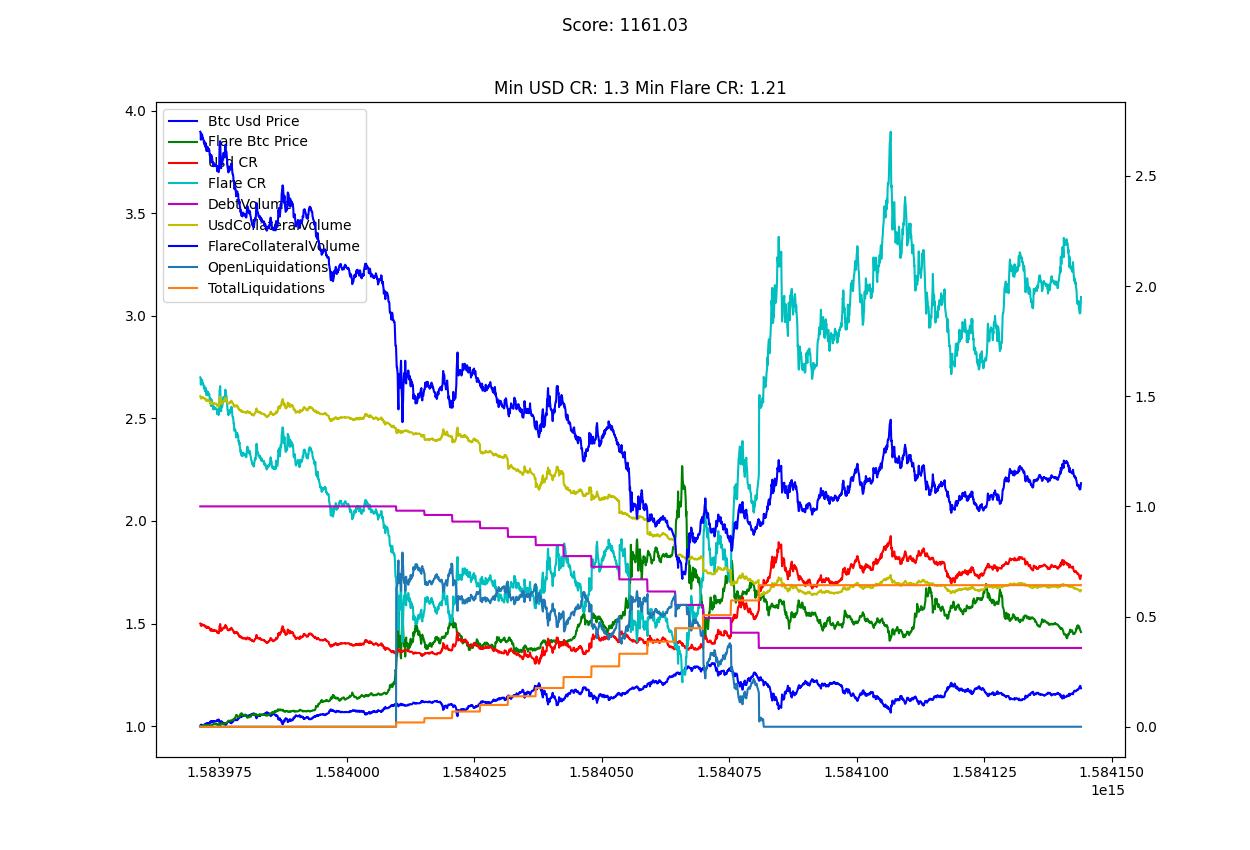 Score: 1161.03
Min USD CR: 1.3 Min Flare CR: 1.21
4.0
3.5
3.0
2.5
2.0
1.5
1.0
Btc Usd Price
Flare Btc Price
Usd CR
Flare CR
DebtVolume
UsdCollateralVolume
FlareCollateralVolume
OpenLiquidations
TotalLiquidations
2.5
2.0
1.5
1.0
0.5
0.0
1.583975 1.584000 1.584025 1.584050 1.584075 1.584100 1.584125 1.584150
1e15